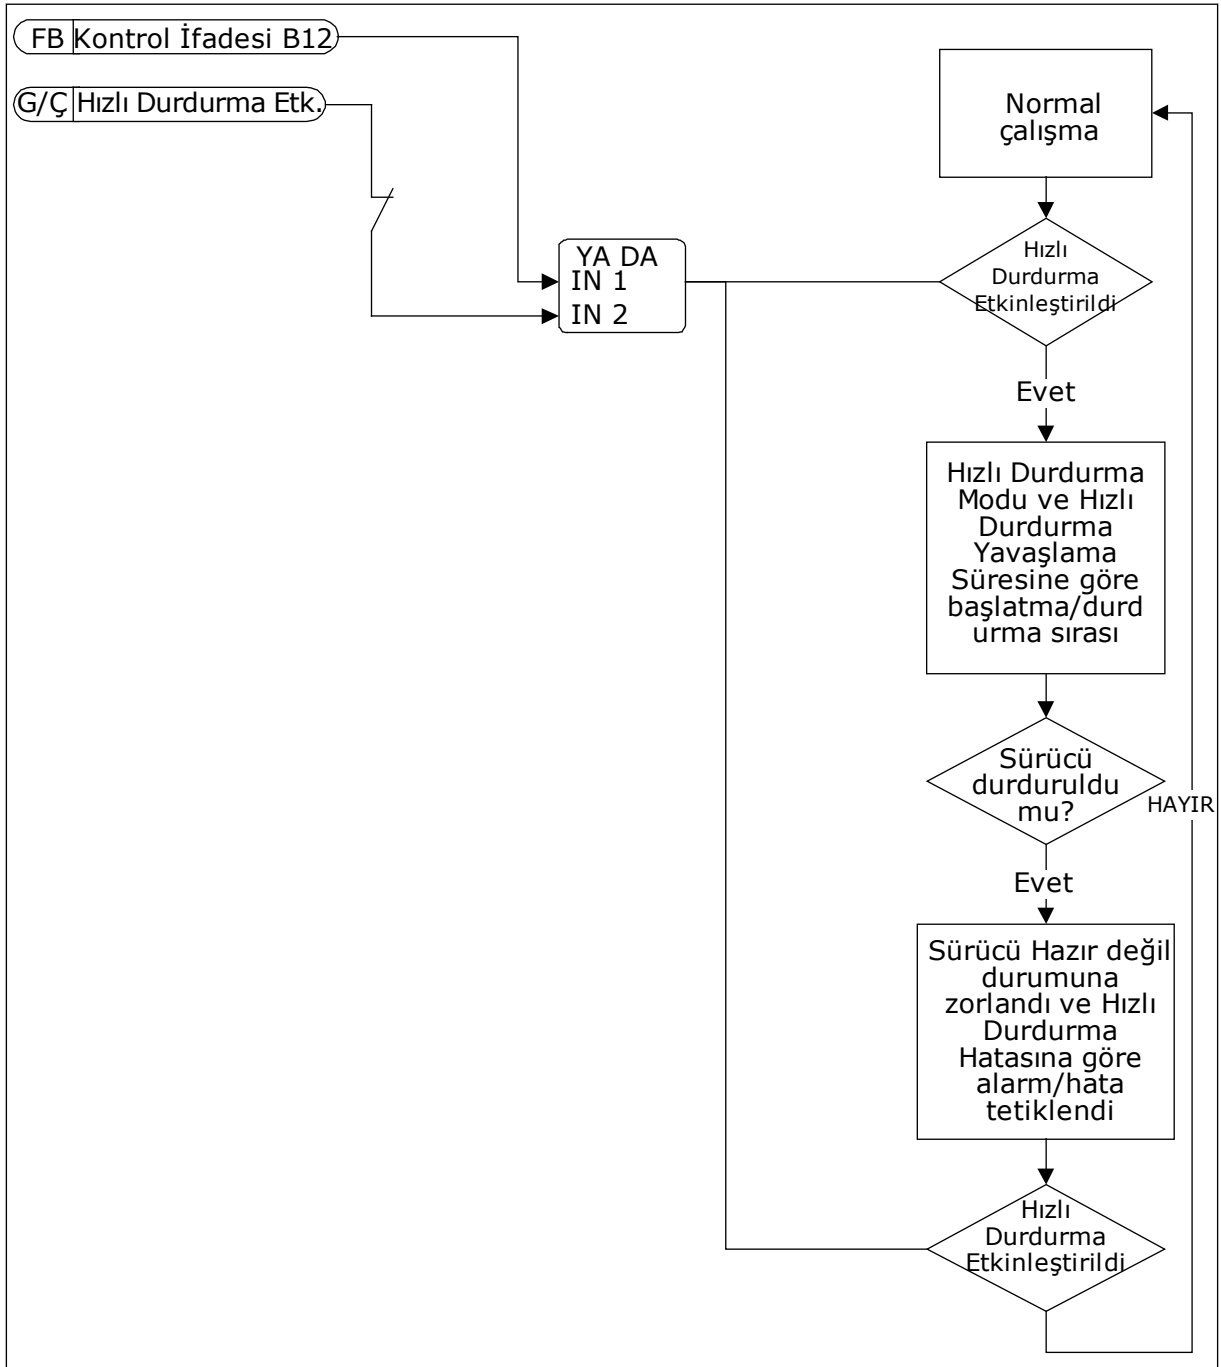 FB Kontrol İfadesi B12
G/Ç Hızlı Durdurma Etk.
YA DA
IN 1
IN 2
Normal
çalışma
Hızlı
Durdurma
Etkinleştirildi
Evet
Hızlı Durdurma
Modu ve Hızlı
Durdurma
Yavaşlama
Süresine göre
başlatma/durd
urma sırası
Sürücü
durduruldu
mu?
HAYIR
Evet
Sürücü Hazır değil
durumuna
zorlandı ve Hızlı
Durdurma
Hatasına göre
alarm/hata
tetiklendi
Hızlı
Durdurma
Etkinleştirildi